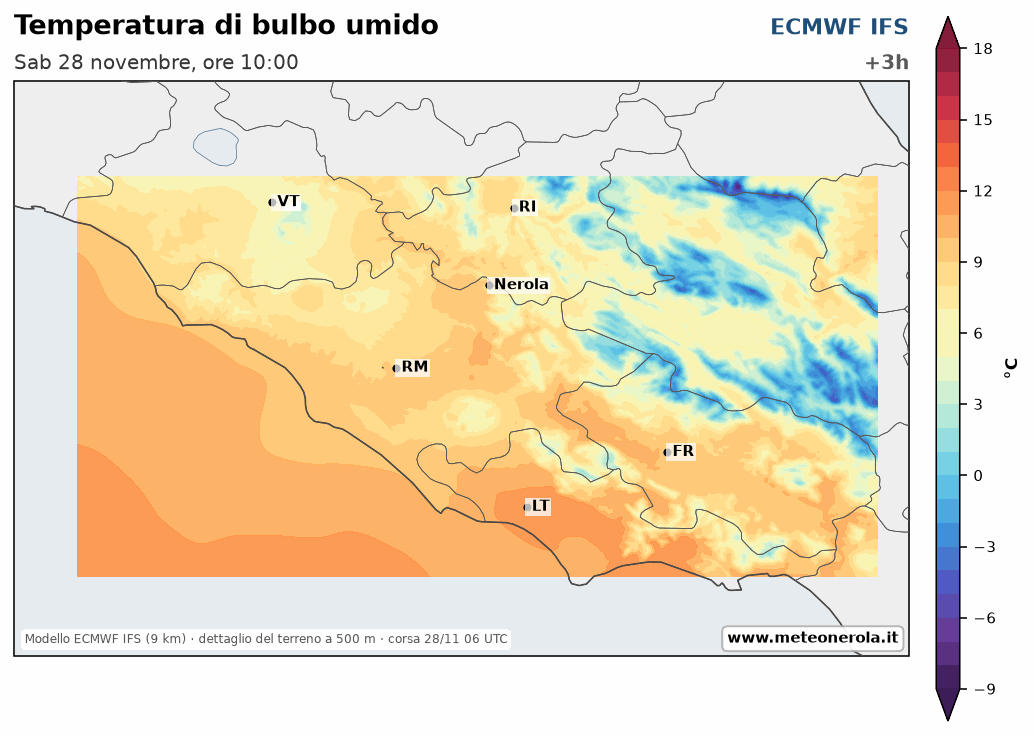 Temperatura di bulbo umido
ECMWF IFS
Sab 28 novembre, ore 10:00
+3h
VT
RI
Nerola
RM
FR
LT
18
15
12
9
6
3
0
−3
−6
−9
°C
Modello ECMWF IFS (9 km) · dettaglio del terreno a 500 m · corsa 28/11 06 UTC
www.meteonerola.it